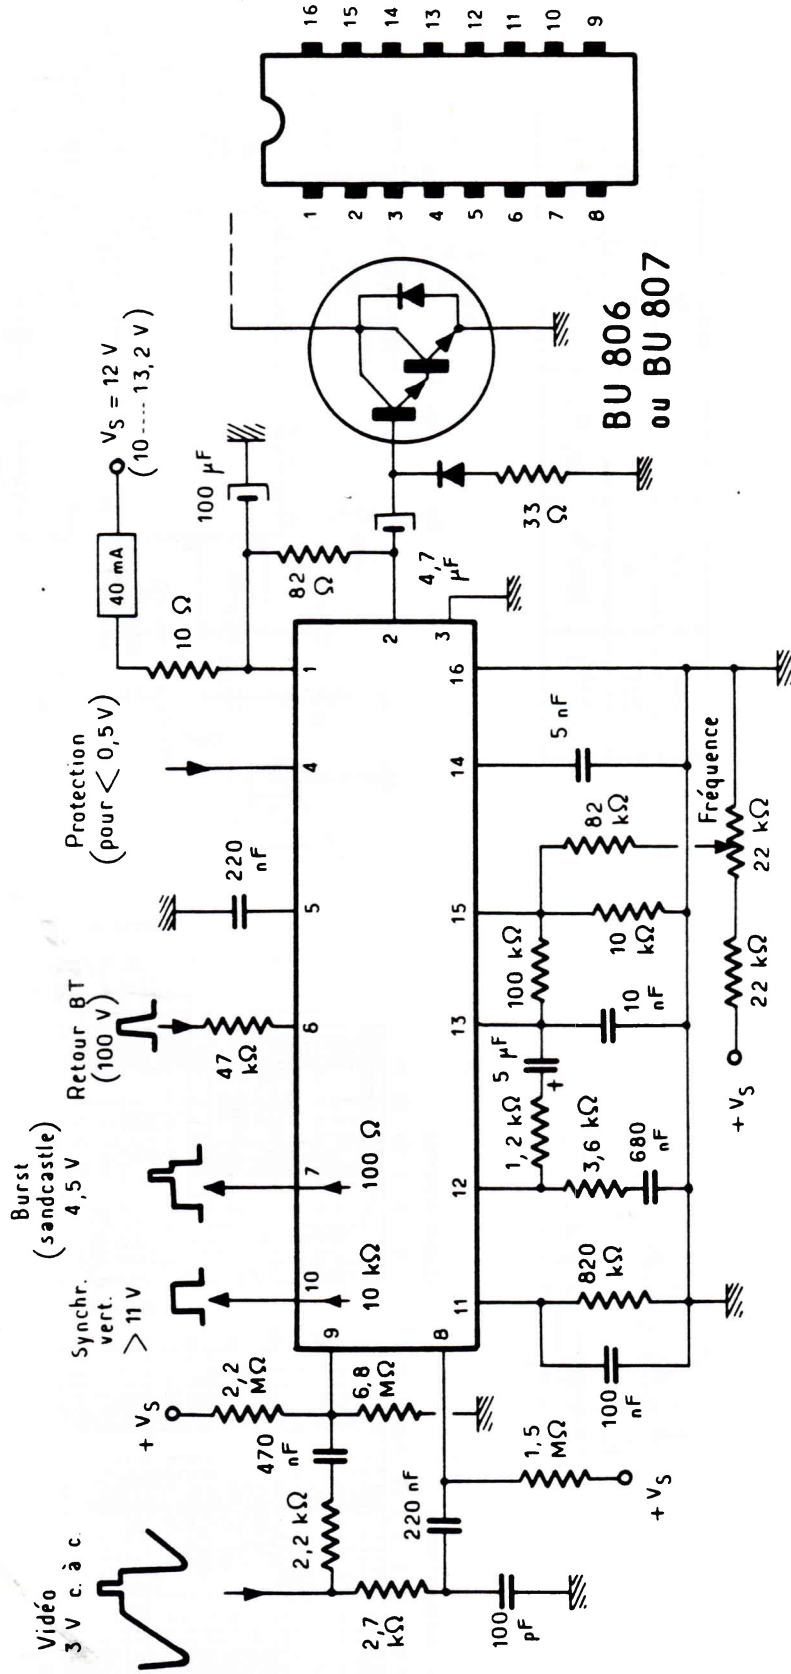 Vidéo
3 V c. à c.
+ VS
2,2
MΩ
470
nF
2,2 kΩ
6,8
MΩ
2,7
kΩ
100
pF
220 nF
1,5
MΩ
+ VS
Synchr.
vert.
> 11 V
Burst
(sandcastle)
4,5 V
Retour BT
(100 V)
47
kΩ
220
nF
Protection
(pour < 0,5 V)
10 Ω
40 mA
VS = 12 V
(10 ---- 13,2 V)
100 µF
82
Ω
4,7
µF
33
Ω
BU 806
ou BU 807
9
10
7
6
5
4
1
2
3
8
11
12
13
15
14
16
10 kΩ
100 Ω
100
nF
820
kΩ
1,2 kΩ
5 µF
+
3,6 kΩ
680
nF
100 kΩ
10
nF
10
kΩ
82
kΩ
5 nF
Fréquence
22 kΩ
22 kΩ
+ VS
16
15
14
13
12
11
10
9
1
2
3
4
5
6
7
8